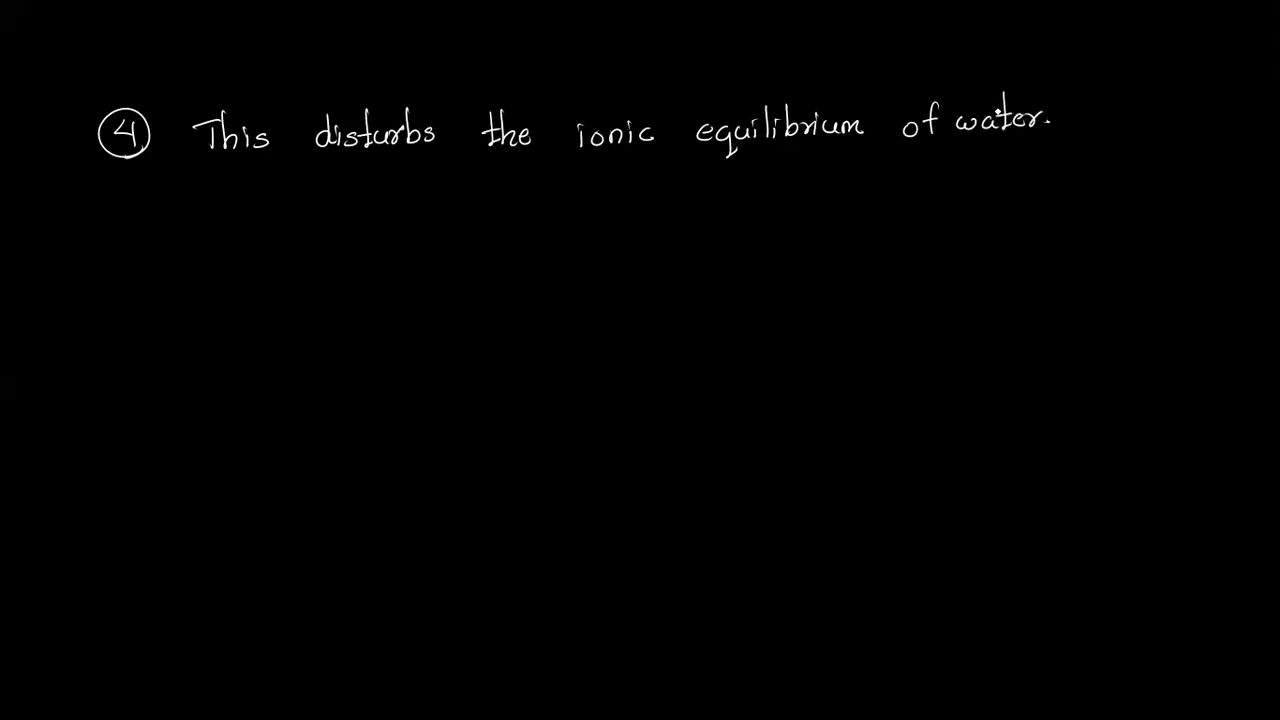 ④ This disturbs the ionic equilibrium of water.